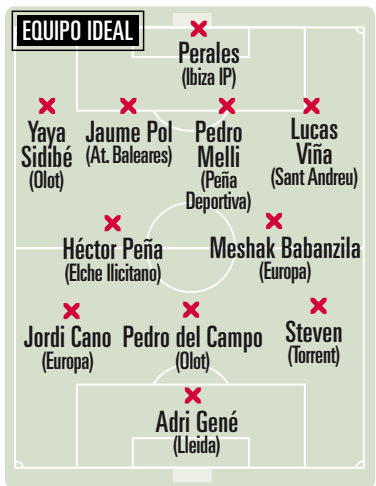 EQUIPO IDEAL
Perales
(Ibiza IP)
Yaya
Sidibé
(Olot)
Jaume Pol
(At. Baleares)
Pedro
Melli
(Peña
Deportiva)
Lucas
Viña
(Sant Andreu)
Héctor Peña
(Elche Ilicitano)
Meshak Babanzila
(Europa)
Jordi Cano
(Europa)
Pedro del Campo
(Olot)
Steven
(Torrent)
Adri Gené
(Lleida)